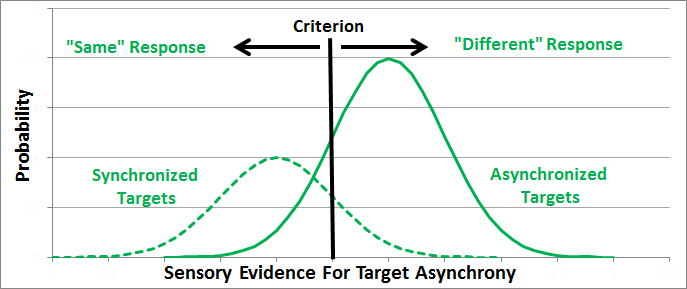 Criterion
"Same" Response
"Different" Response
Probability
Synchronized
Targets
Asynchronized
Targets
Sensory Evidence For Target Asynchrony